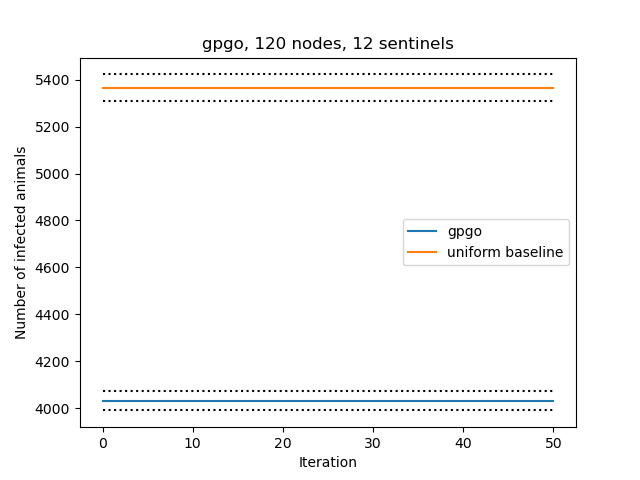 gpgo, 120 nodes, 12 sentinels
5400
5200
5000
4800
4600
4400
4200
4000
Number of infected animals
gpgo
uniform baseline
0 10 20 30 40 50
Iteration